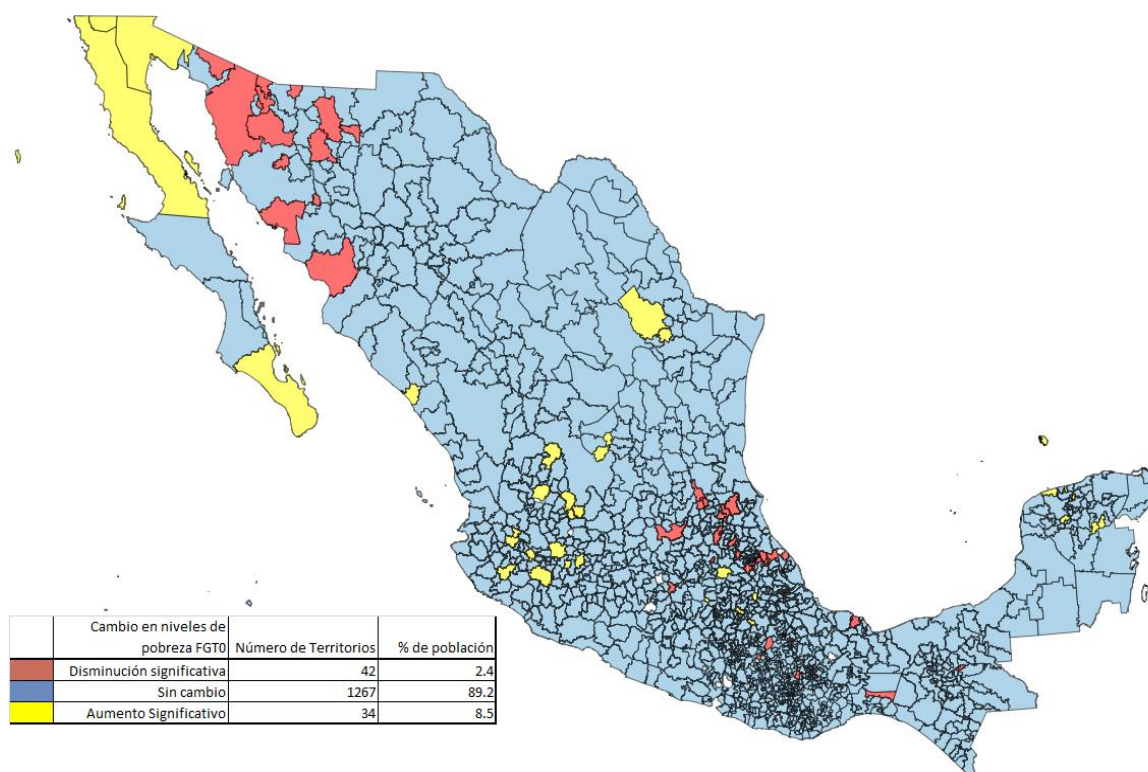 Cambio en niveles de
pobreza FGT0 Número de Territorios % de población
Disminución significativa 42 2.4
Sin cambio 1267 89.2
Aumento Significativo 34 8.5